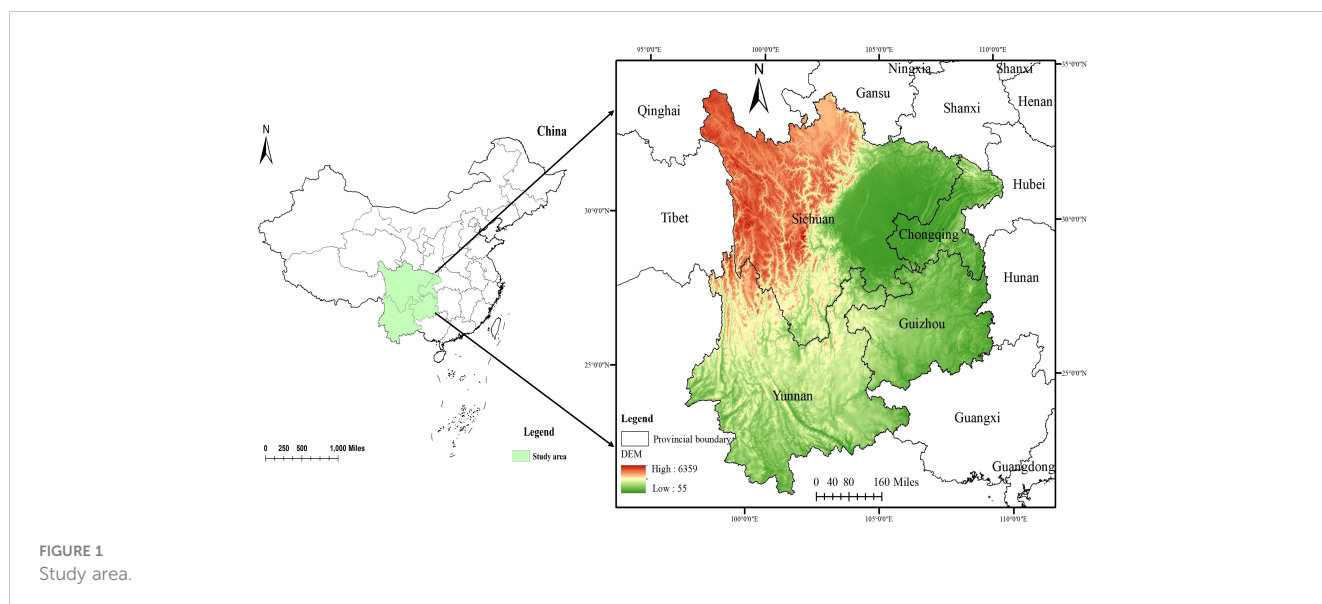 95°0'0"E
100°0'0"E
105°0'0"E
110°0'0"E
N
China
35°0'0"N
30°0'0"N
25°0'0"N
Qinghai
Gansu
Ningxia
Shanxi
Shanxi
Henan
Hubei
Tibet
Sichuan
Chongqing
Hunan
Guizhou
Yunnan
Guangxi
Guangdong
Legend
Provincial boundary
DEM
High : 6359
Low : 55
0 40 80 160 Miles
30°0'0"N
25°0'0"N
100°0'0"E
105°0'0"E
110°0'0"E
N
0 250 500 1,000 Miles
Legend
Study area
FIGURE 1
Study area.